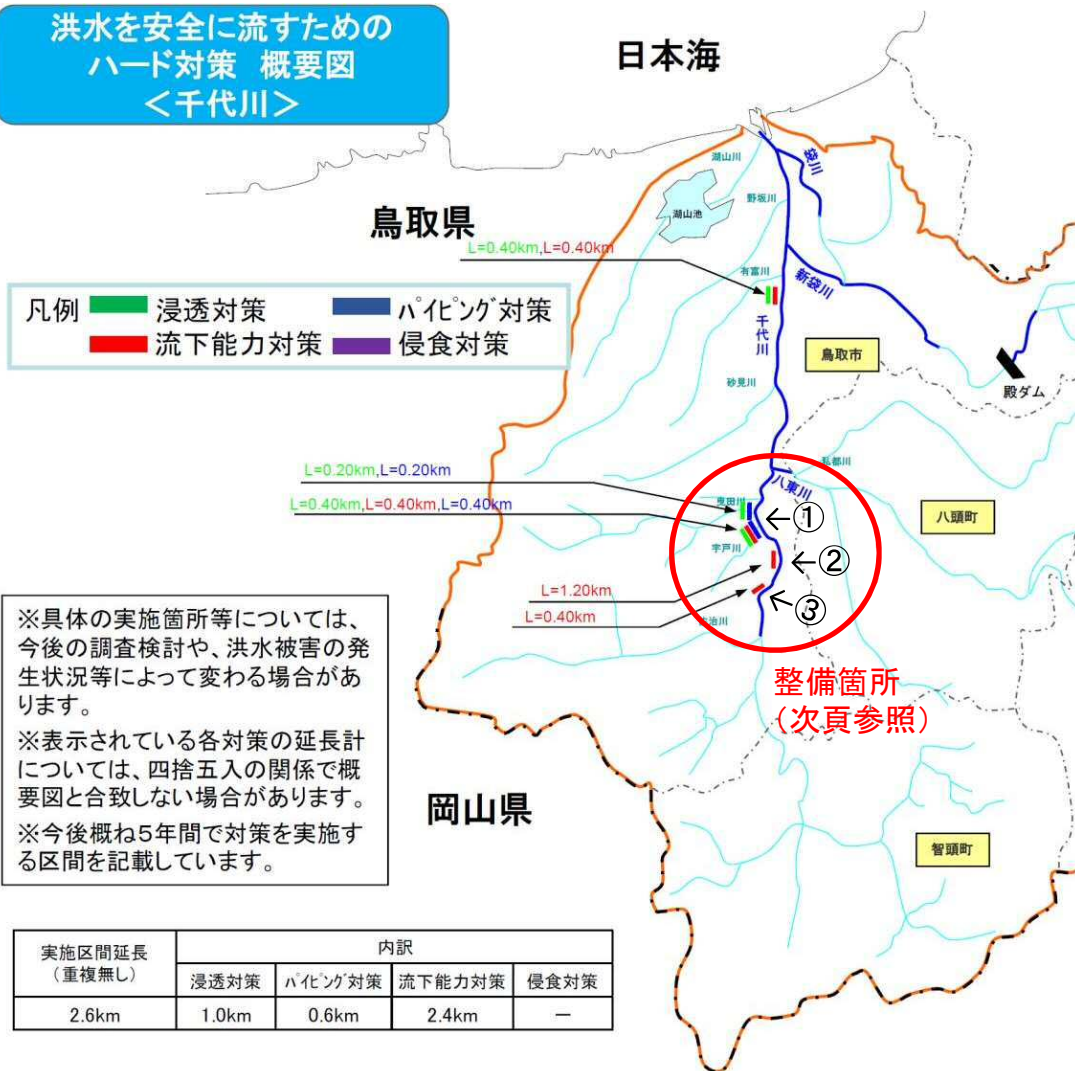 洪水を安全に流すための
ハード対策 概要図
＜千代川＞
日本海
鳥取県
岡山県
湖山川
袋川
湖山池
野坂川
L=0.40km,L=0.40km
有富川
新袋川
千代川
鳥取市
殿ダム
凡例 浸透対策 パイピング対策
流下能力対策 侵食対策
砂見川
私都川
八東川
八頭町
L=0.20km,L=0.20km
L=0.40km,L=0.40km,L=0.40km
←①
←②
←③
L=1.20km
L=0.40km
整備箇所
（次頁参照）
智頭町
※具体の実施箇所等については、
今後の調査検討や、洪水被害の発
生状況等によって変わる場合があ
ります。
※表示されている各対策の延長計
については、四捨五入の関係で概
要図と合致しない場合があります。
※今後概ね5年間で対策を実施す
る区間を記載しています。
実施区間延長
（重複無し）
内訳
浸透対策 パイピング対策 流下能力対策 侵食対策
2.6km 1.0km 0.6km 2.4km －